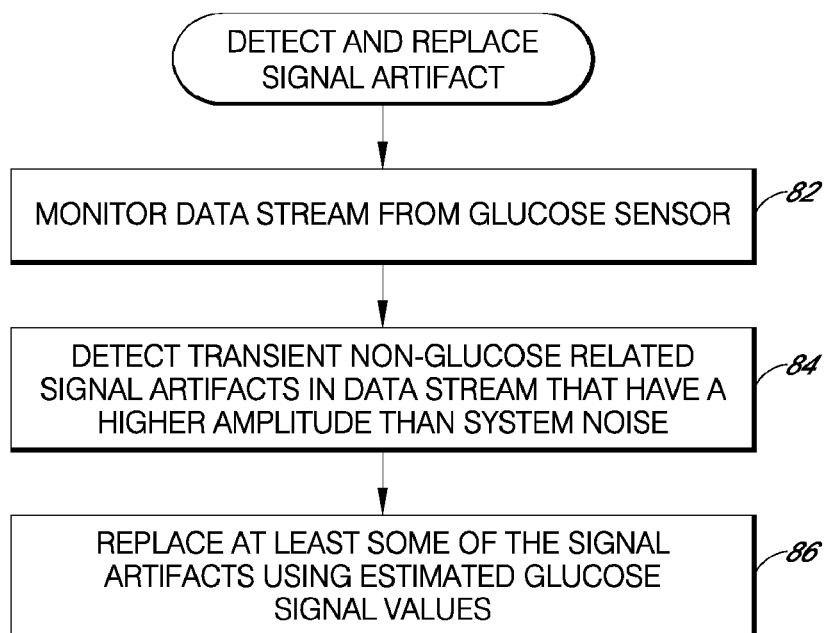 DETECT AND REPLACE
SIGNAL ARTIFACT
MONITOR DATA STREAM FROM GLUCOSE SENSOR
82
DETECT TRANSIENT NON-GLUCOSE RELATED
SIGNAL ARTIFACTS IN DATA STREAM THAT HAVE A
HIGHER AMPLITUDE THAN SYSTEM NOISE
84
REPLACE AT LEAST SOME OF THE SIGNAL
ARTIFACTS USING ESTIMATED GLUCOSE
SIGNAL VALUES
86